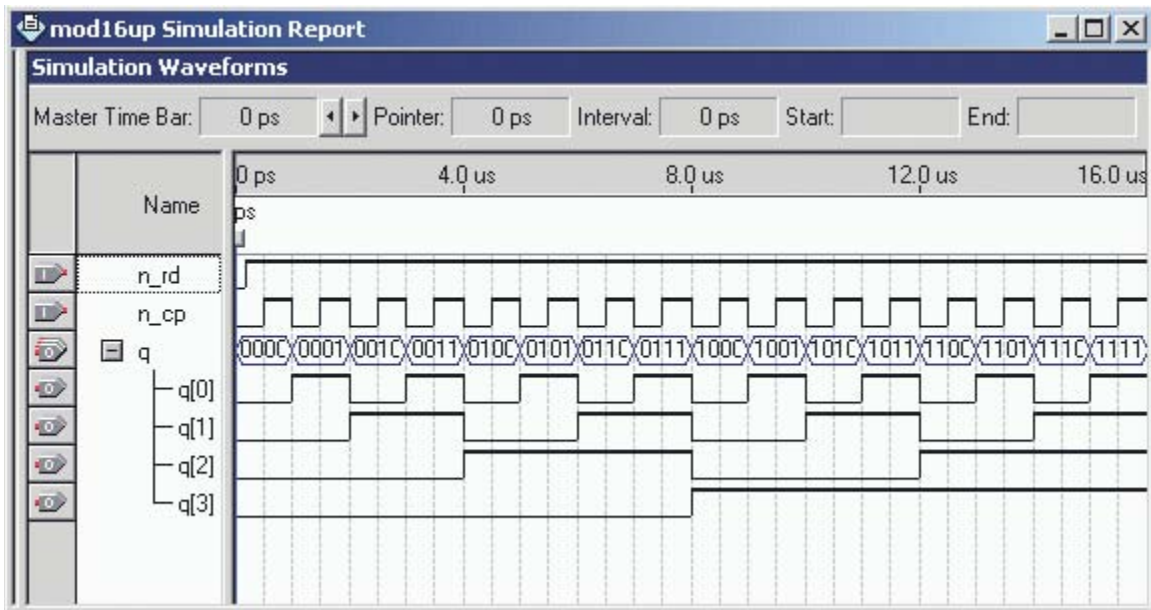 mod16up Simulation Report
Simulation Waveforms
Master Time Bar: 0 ps Pointer: 0 ps Interval: 0 ps Start: End:
Name
0 ps 4.0 us 8.0 us 12.0 us 16.0 us
ps
n_rd
n_cp
q 0000 0001 0010 0011 0100 0101 0110 0111 1000 1001 1010 1011 1100 1101 1110 1111
q[0]
q[1]
q[2]
q[3]